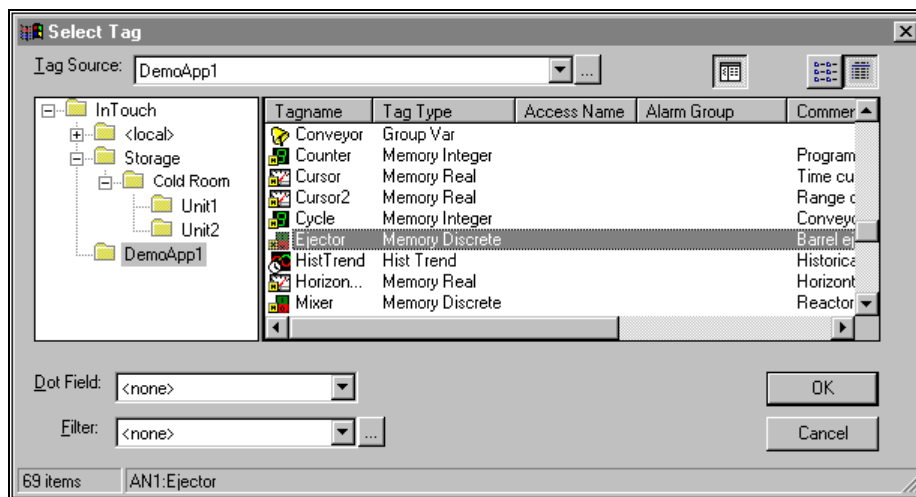 Select Tag
Tag Source: DemoApp1 ...
InTouch
<local>
Storage
Cold Room
Unit1
Unit2
DemoApp1
Tagname Tag Type Access Name Alarm Group Commer
Conveyor Group Var
Counter Memory Integer Program
Cursor Memory Real Time cu
Cursor2 Memory Real Range c
Cycle Memory Integer Conveyo
Ejector Memory Discrete Barrel ej
HistTrend Hist Trend Historica
Horizon... Memory Real Horizont
Mixer Memory Discrete Reactor
Dot Field: <none> OK
Filter: <none> ... Cancel
69 items AN1:Ejector